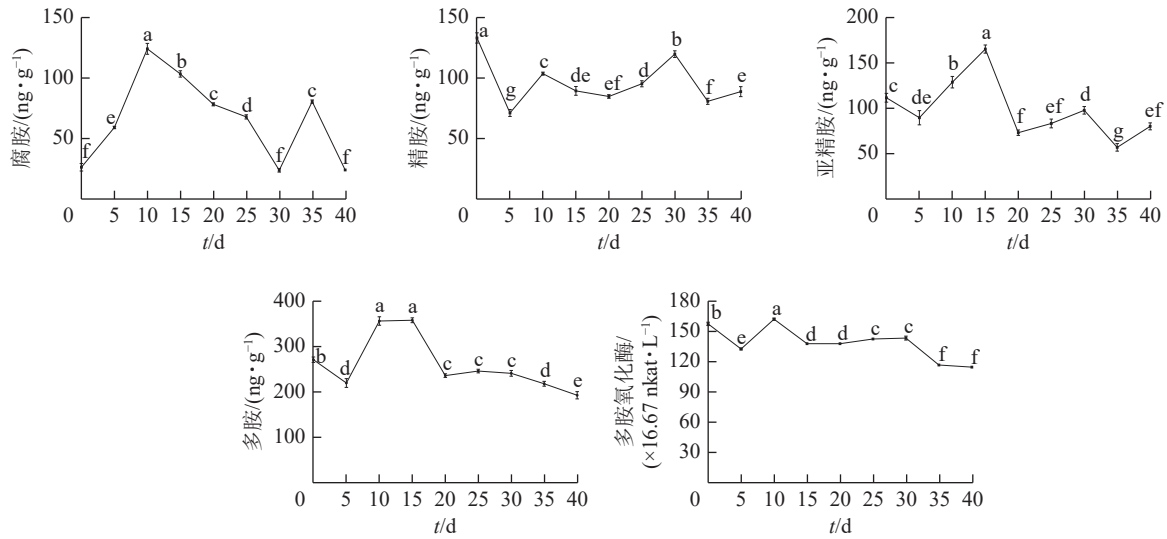 腐胺/(ng·g⁻¹)
150
100
50
0
5
10
15
20
25
30
35
40
t/d
f
e
a
b
c
d
f
c
f
精胺/(ng·g⁻¹)
150
100
50
0
5
10
15
20
25
30
35
40
t/d
a
g
c
de
ef
d
b
f
e
亚精胺/(ng·g⁻¹)
200
150
100
50
0
5
10
15
20
25
30
35
40
t/d
c
de
b
a
f
ef
d
g
ef
多胺/(ng·g⁻¹)
400
300
200
100
0
5
10
15
20
25
30
35
40
t/d
b
d
a
a
c
c
c
d
e
多胺氧化酶/
(×16.67 nkat·L⁻¹)
180
150
120
90
60
30
0
5
10
15
20
25
30
35
40
t/d
b
e
a
d
d
c
c
f
f